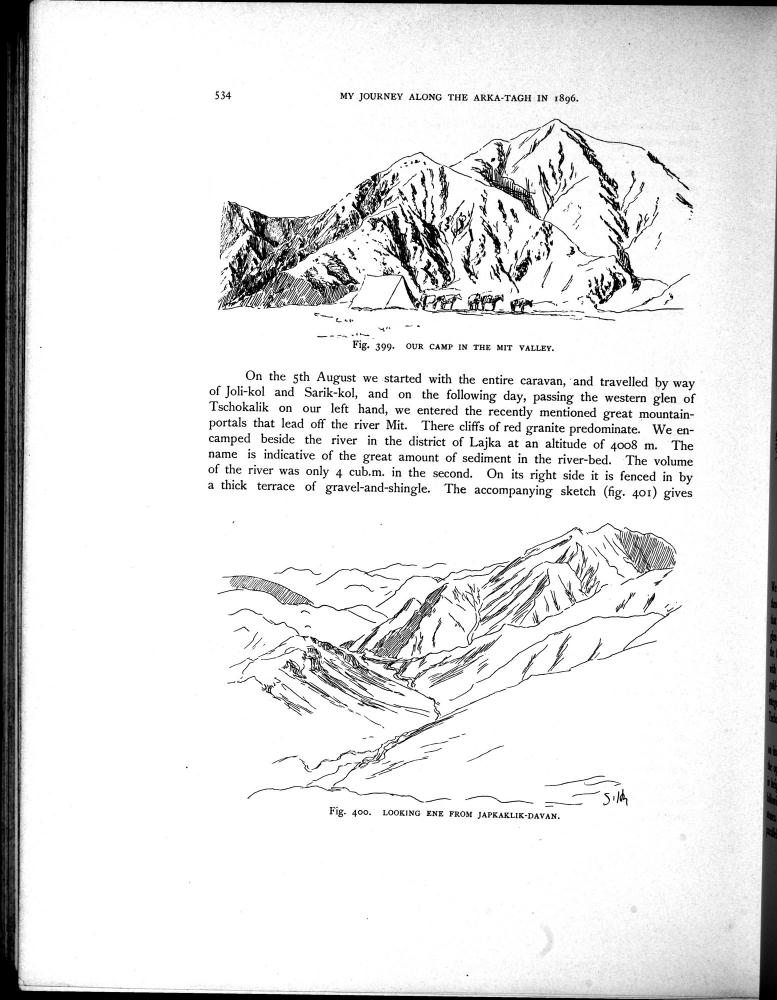 534
MY JOURNEY ALONG THE ARKA-TAGH IN 1896.
Fig. 399. OUR CAMP IN THE MIT VALLEY.
On the 5th August we started with the entire caravan, and travelled by way
of Joli-kol and Sarik-kol, and on the following day, passing the western glen of
Tschokalik on our left hand, we entered the recently mentioned great mountain-
portals that lead off the river Mit. There cliffs of red granite predominate. We en-
camped beside the river in the district of Lajka at an altitude of 4008 m. The
name is indicative of the great amount of sediment in the river-bed. The volume
of the river was only 4 cub.m. in the second. On its right side it is fenced in by
a thick terrace of gravel-and-shingle. The accompanying sketch (fig. 401) gives
Fig. 400. LOOKING ENE FROM JAPKAKLIK-DAVAN.